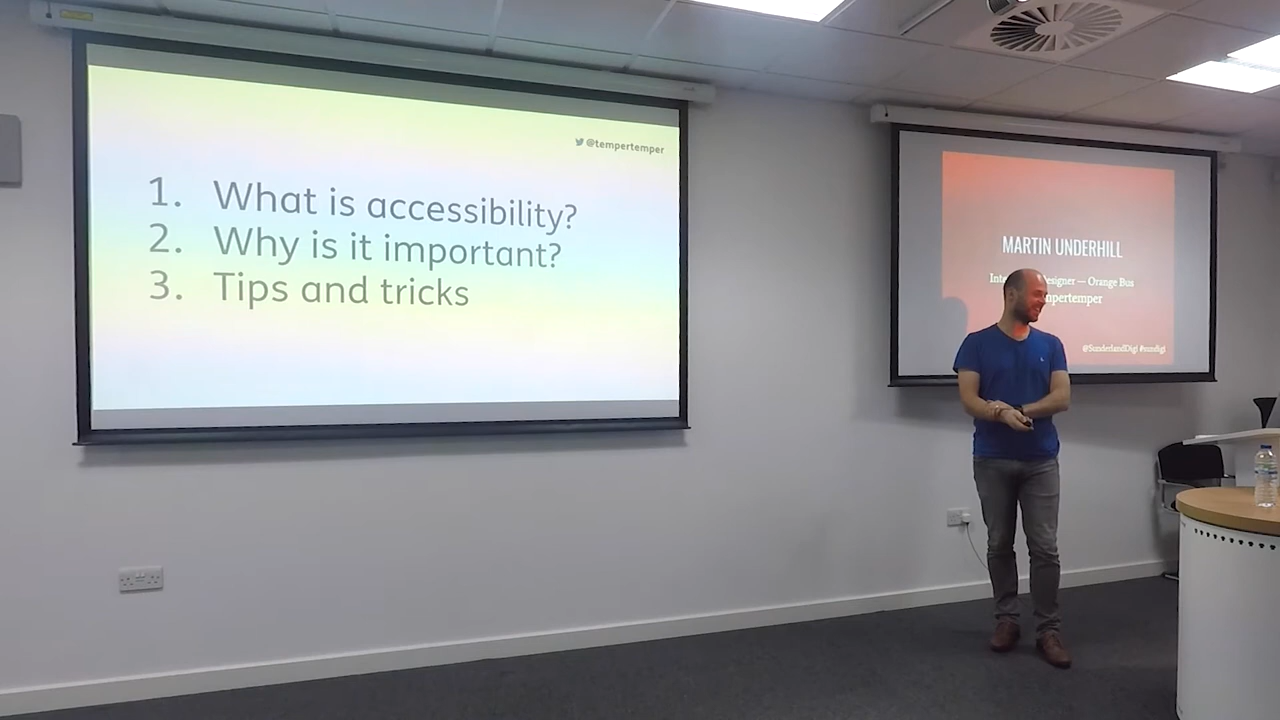 @tempertemper
1. What is accessibility?
2. Why is it important?
3. Tips and tricks
MARTIN UNDERHILL
Designer — Orange Bus
@SunderlandDigi #sundigi